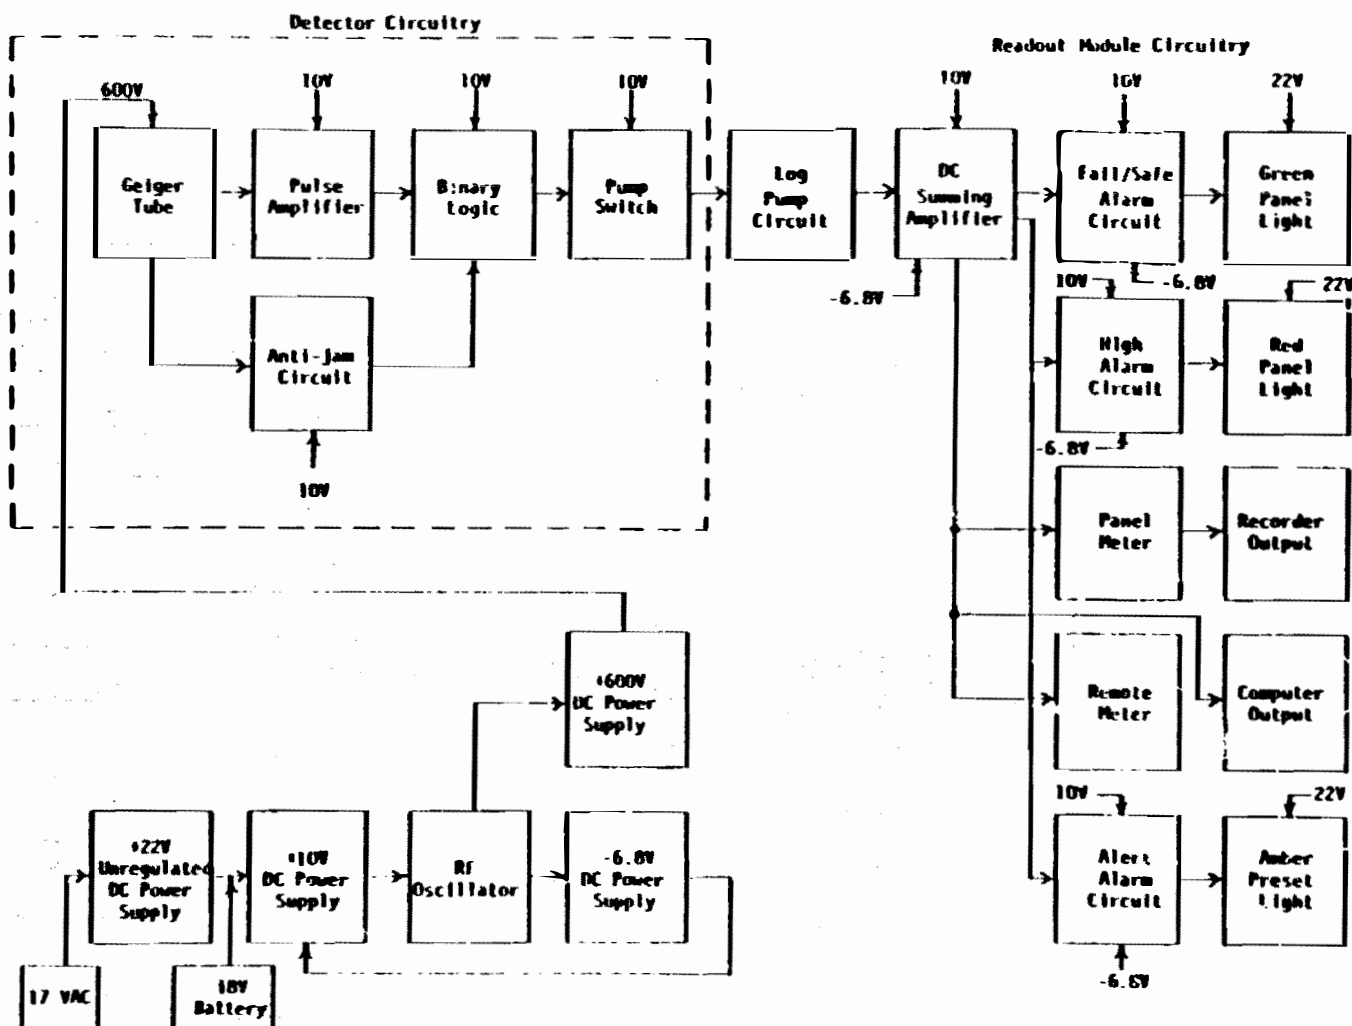 Detector Circuitry
Readout Module Circuitry
600V
10V
10V
10V
10V
10V
22V
Geiger
Tube
Pulse
Amplifier
Binary
Logic
Pump
Switch
Log
Pump
Circuit
DC
Summing
Amplifier
Fail/Safe
Alarm
Circuit
Green
Panel
Light
-6.8V
10V
-6.8V
22V
Anti-Jam
Circuit
10V
High
Alarm
Circuit
Red
Panel
Light
-6.8V
Panel
Meter
Recorder
Output
+600V
DC Power
Supply
Remote
Meter
Computer
Output
10V
22V
+22V
Unregulated
DC Power
Supply
+10V
DC Power
Supply
Rf
Oscillator
-6.8V
DC Power
Supply
Alert
Alarm
Circuit
Amber
Preset
Light
-6.8V
17 VAC
18V
Battery